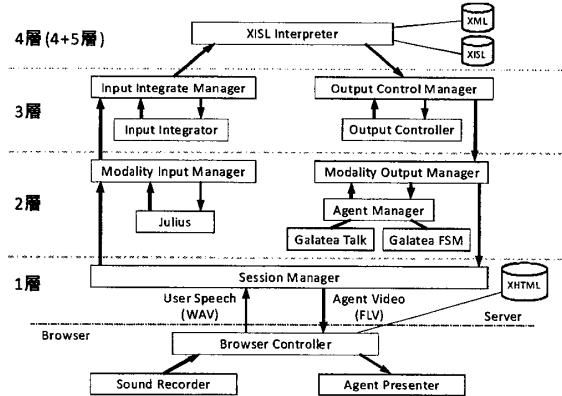 4層(4+5層)
XISL Interpreter
XML
XISL
Input Integrate Manager
Output Control Manager
3層
Input Integrator
Output Controller
Modality Input Manager
Modality Output Manager
2層
Julius
Agent Manager
Galatea Talk
Galatea FSM
1層
Session Manager
XHTML
User Speech
(WAV)
Agent Video
(FLV)
Server
Browser
Browser Controller
Sound Recorder
Agent Presenter